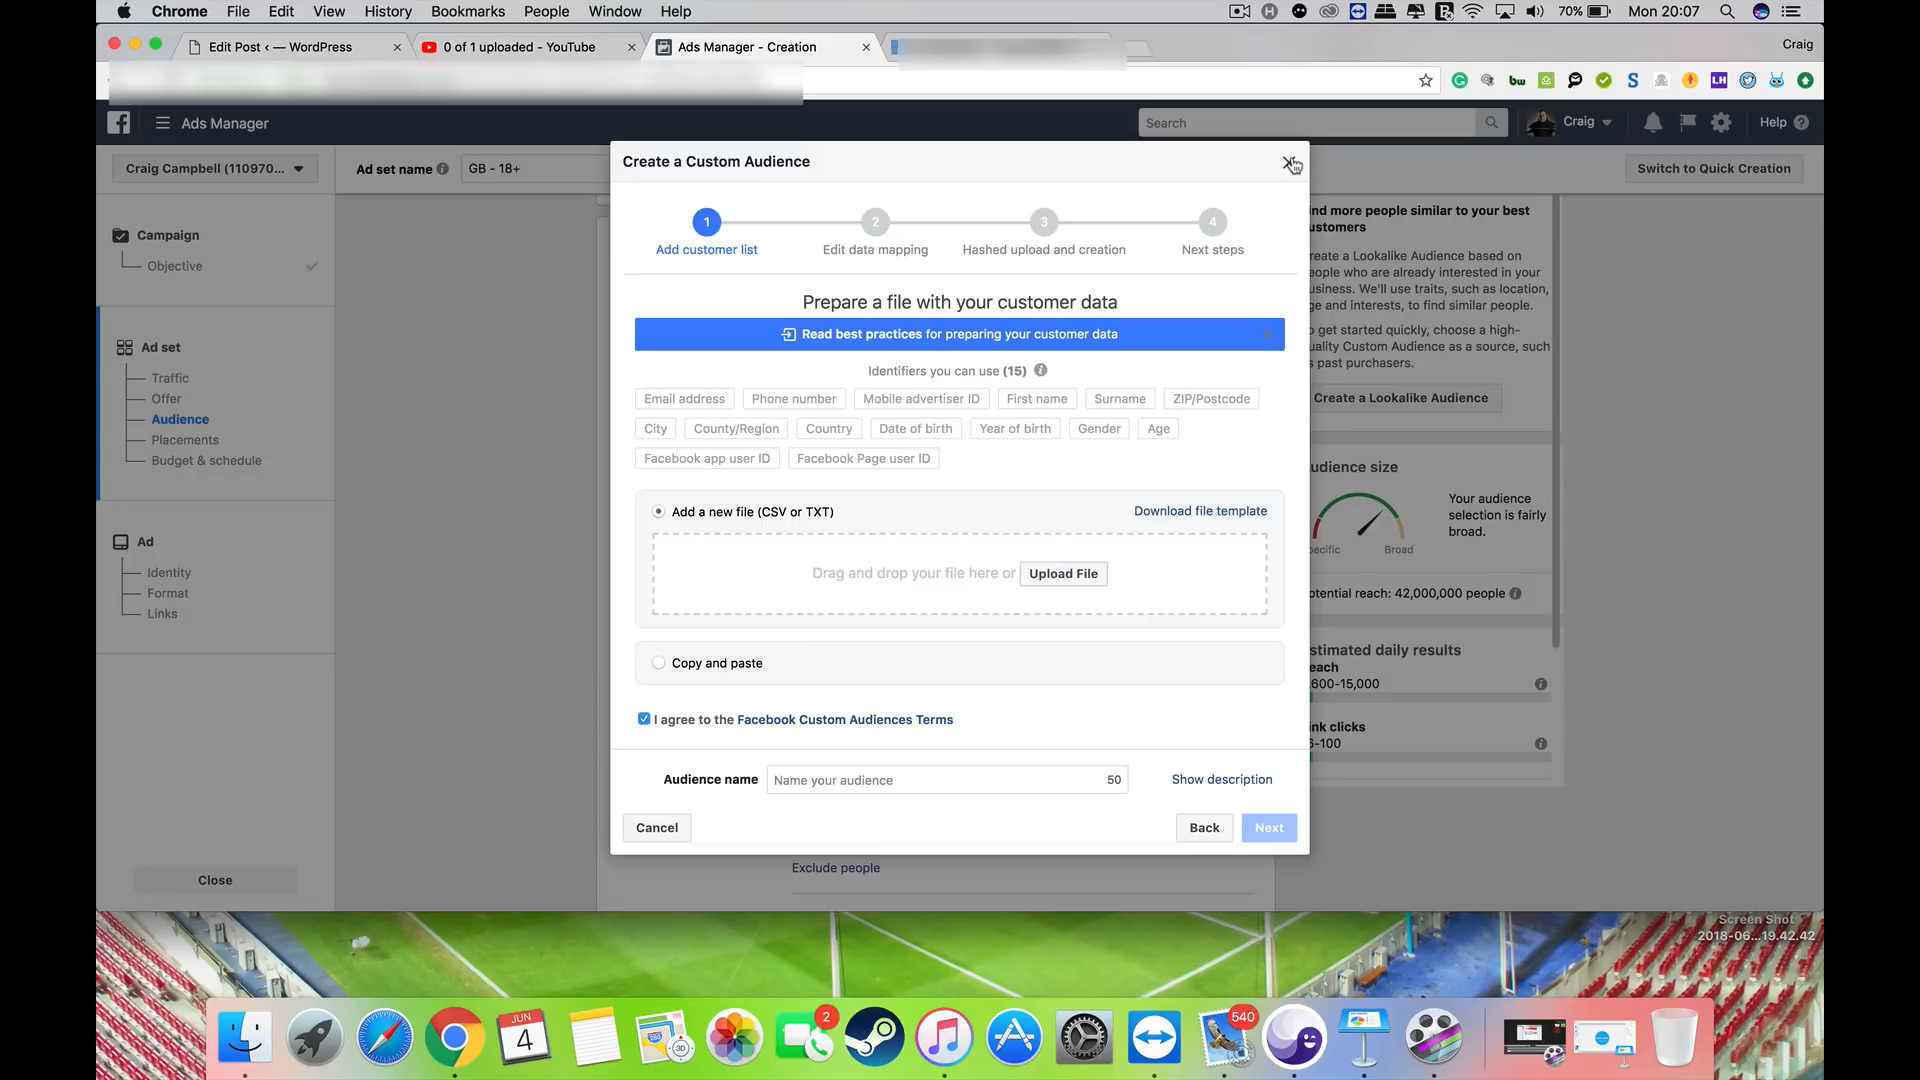 Chrome File Edit View History Bookmarks People Window Help
70% Mon 20:07
Edit Post ‹ — WordPress
0 of 1 uploaded - YouTube
Ads Manager - Creation
Craig
bw
S
LH
Ads Manager
Search
Craig
Help
Craig Campbell (110970...
Ad set name
GB - 18+
Switch to Quick Creation
Campaign
Objective
Ad set
Traffic
Offer
Audience
Placements
Budget & schedule
Ad
Identity
Format
Links
Close
Create a Custom Audience
1 2 3 4
Add customer list
Edit data mapping
Hashed upload and creation
Next steps
Prepare a file with your customer data
Read best practices for preparing your customer data
Identifiers you can use (15)
Email address Phone number Mobile advertiser ID First name Surname ZIP/Postcode
City County/Region Country Date of birth Year of birth Gender Age
Facebook app user ID Facebook Page user ID
Add a new file (CSV or TXT)
Download file template
Drag and drop your file here or Upload File
Copy and paste
I agree to the Facebook Custom Audiences Terms
Audience name
Name your audience
50
Show description
Cancel
Back
Next
Exclude people
nd more people similar to your best
ustomers
reate a Lookalike Audience based on
eople who are already interested in your
usiness. We'll use traits, such as location,
ge and interests, to find similar people.
o get started quickly, choose a high-
uality Custom Audience as a source, such
s past purchasers.
Create a Lookalike Audience
udience size
Your audience
selection is fairly
broad.
ecific
Broad
otential reach: 42,000,000 people
stimated daily results
each
,600-15,000
ink clicks
6-100
Screen Shot
2018-06...19.42.42
JUN
4
3D
2
540